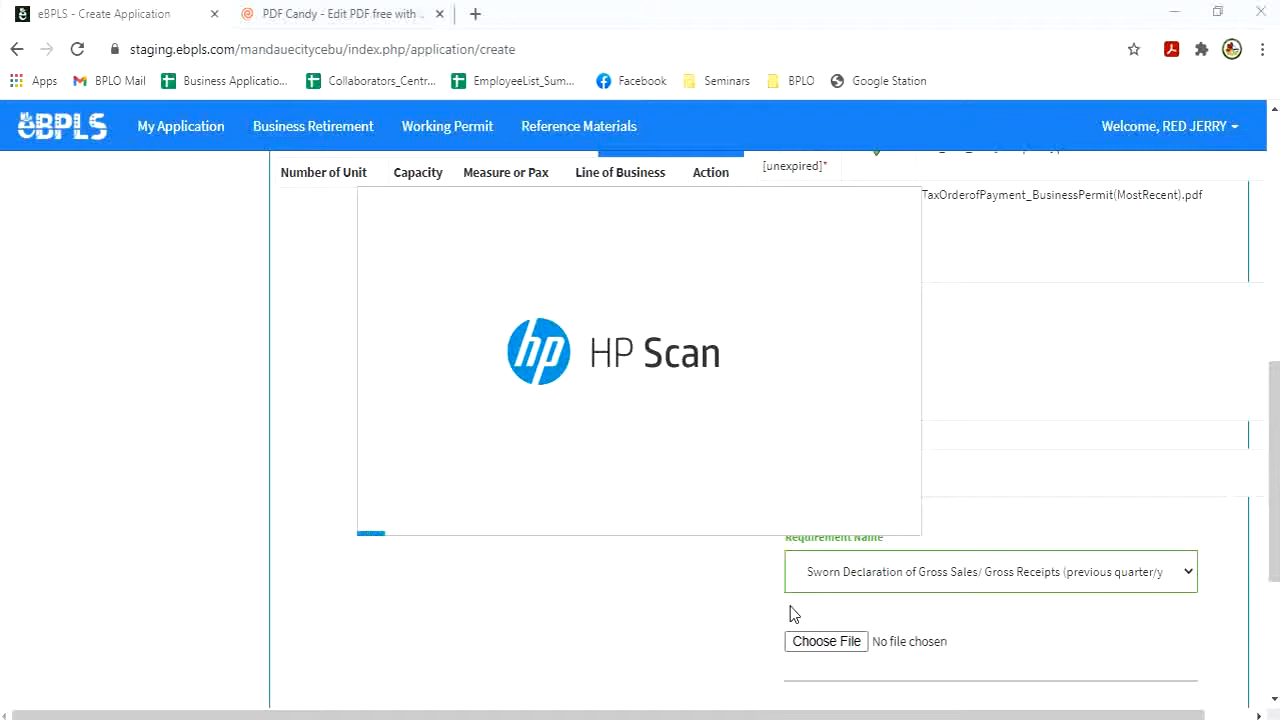 eBPLS - Create Application
PDF Candy - Edit PDF free with
staging.ebpls.com/mandauecitycebu/index.php/application/create
Apps
BPLO Mail
Business Applicatio...
Collaborators_Centr...
EmployeeList_Sum...
Facebook
Seminars
BPLO
Google Station
eBPLS
My Application
Business Retirement
Working Permit
Reference Materials
Welcome, RED JERRY
[unexpired]*
Number of Unit
Capacity
Measure or Pax
Line of Business
Action
TaxOrderofPayment_BusinessPermit(MostRecent).pdf
hp
HP Scan
Requirement Name
Sworn Declaration of Gross Sales/ Gross Receipts (previous quarter/y
Choose File
No file chosen